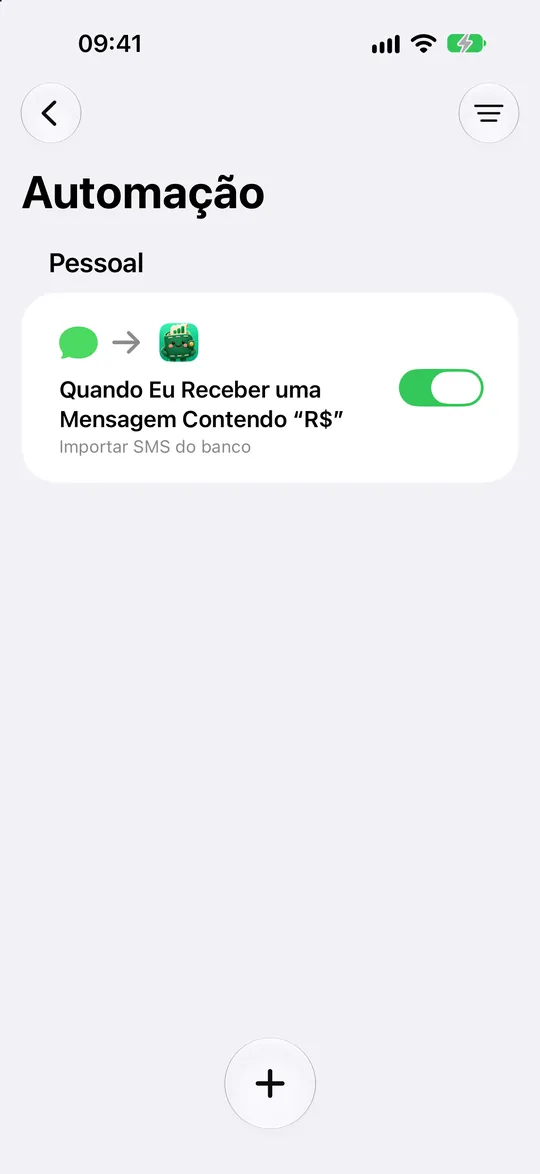 09:41
Automação
Pessoal
Quando Eu Receber uma
Mensagem Contendo “R$”
Importar SMS do banco